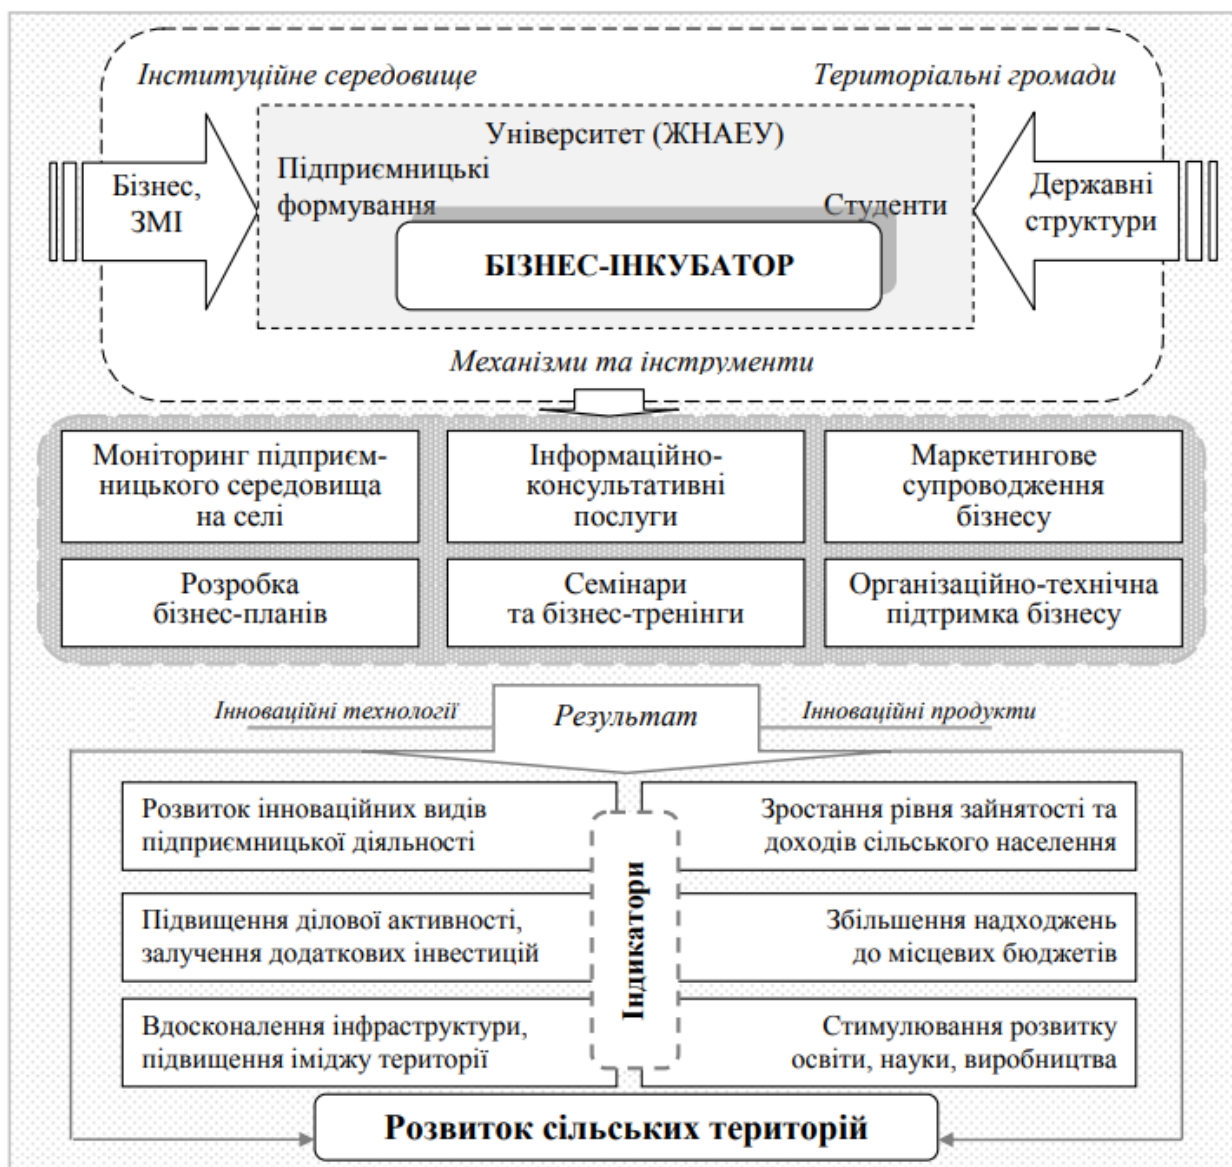 Інституційне середовище
Територіальні громади
Університет (ЖНАЕУ)
Підприємницькі
формування
Студенти
Бізнес,
ЗМІ
Державні
структури
БІЗНЕС-ІНКУБАТОР
Механізми та інструменти
Моніторинг підприєм-
ницького середовища
на селі
Інформаційно-
консультативні
послуги
Маркетингове
супроводження
бізнесу
Розробка
бізнес-планів
Семінари
та бізнес-тренінги
Організаційно-технічна
підтримка бізнесу
Інноваційні технології
Результат
Інноваційні продукти
Розвиток інноваційних видів
підприємницької діяльності
Зростання рівня зайнятості та
доходів сільського населення
Індикатори
Підвищення ділової активності,
залучення додаткових інвестицій
Збільшення надходжень
до місцевих бюджетів
Вдосконалення інфраструктури,
підвищення іміджу території
Стимулювання розвитку
освіти, науки, виробництва
Розвиток сільських територій